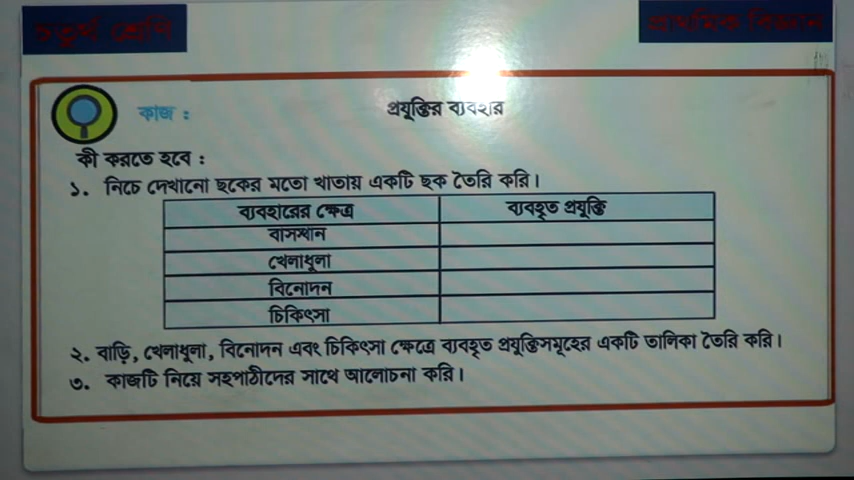 চতুর্থ শ্রেণি
প্রাথমিক বিজ্ঞান
কাজ :
প্রযুক্তির ব্যবহার
কী করতে হবে :
১. নিচে দেখানো ছকের মতো খাতায় একটি ছক তৈরি করি।
ব্যবহারের ক্ষেত্র ব্যবহৃত প্রযুক্তি
বাসস্থান
খেলাধুলা
বিনোদন
চিকিৎসা
২. বাড়ি, খেলাধুলা, বিনোদন এবং চিকিৎসা ক্ষেত্রে ব্যবহৃত প্রযুক্তিসমূহের একটি তালিকা তৈরি করি।
৩. কাজটি নিয়ে সহপাঠীদের সাথে আলোচনা করি।